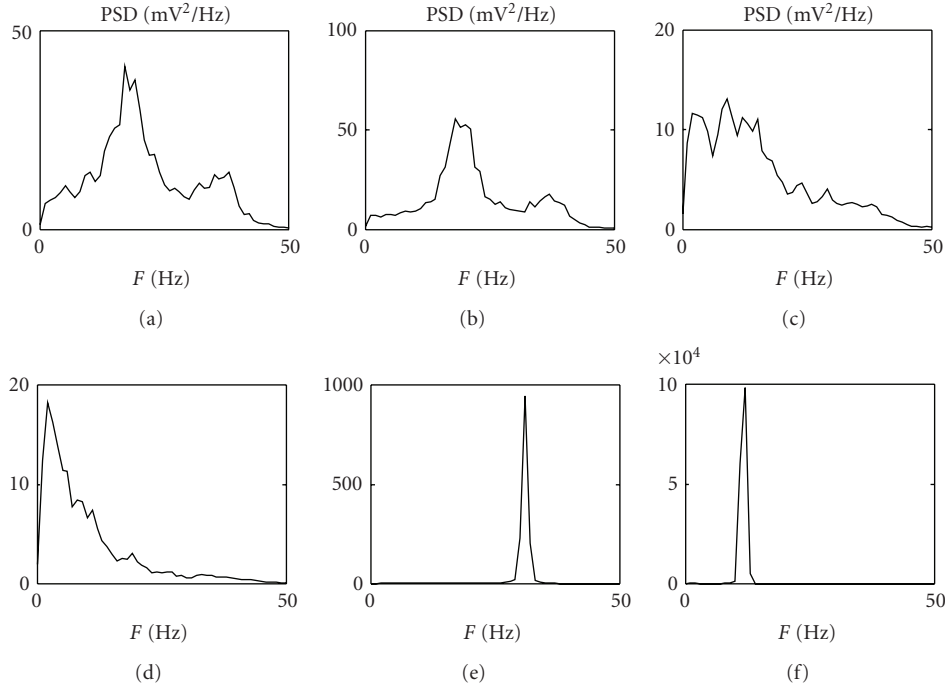 PSD (mV²/Hz) PSD (mV²/Hz) PSD (mV²/Hz)
50 100 20
50 10
0 0 0
0 50 0 50 0 50
F (Hz) F (Hz) F (Hz)
(a) (b) (c)
×10⁴
20 1000 10
10 500 5
0 0 0
0 50 0 50 0 50
F (Hz) F (Hz) F (Hz)
(d) (e) (f)